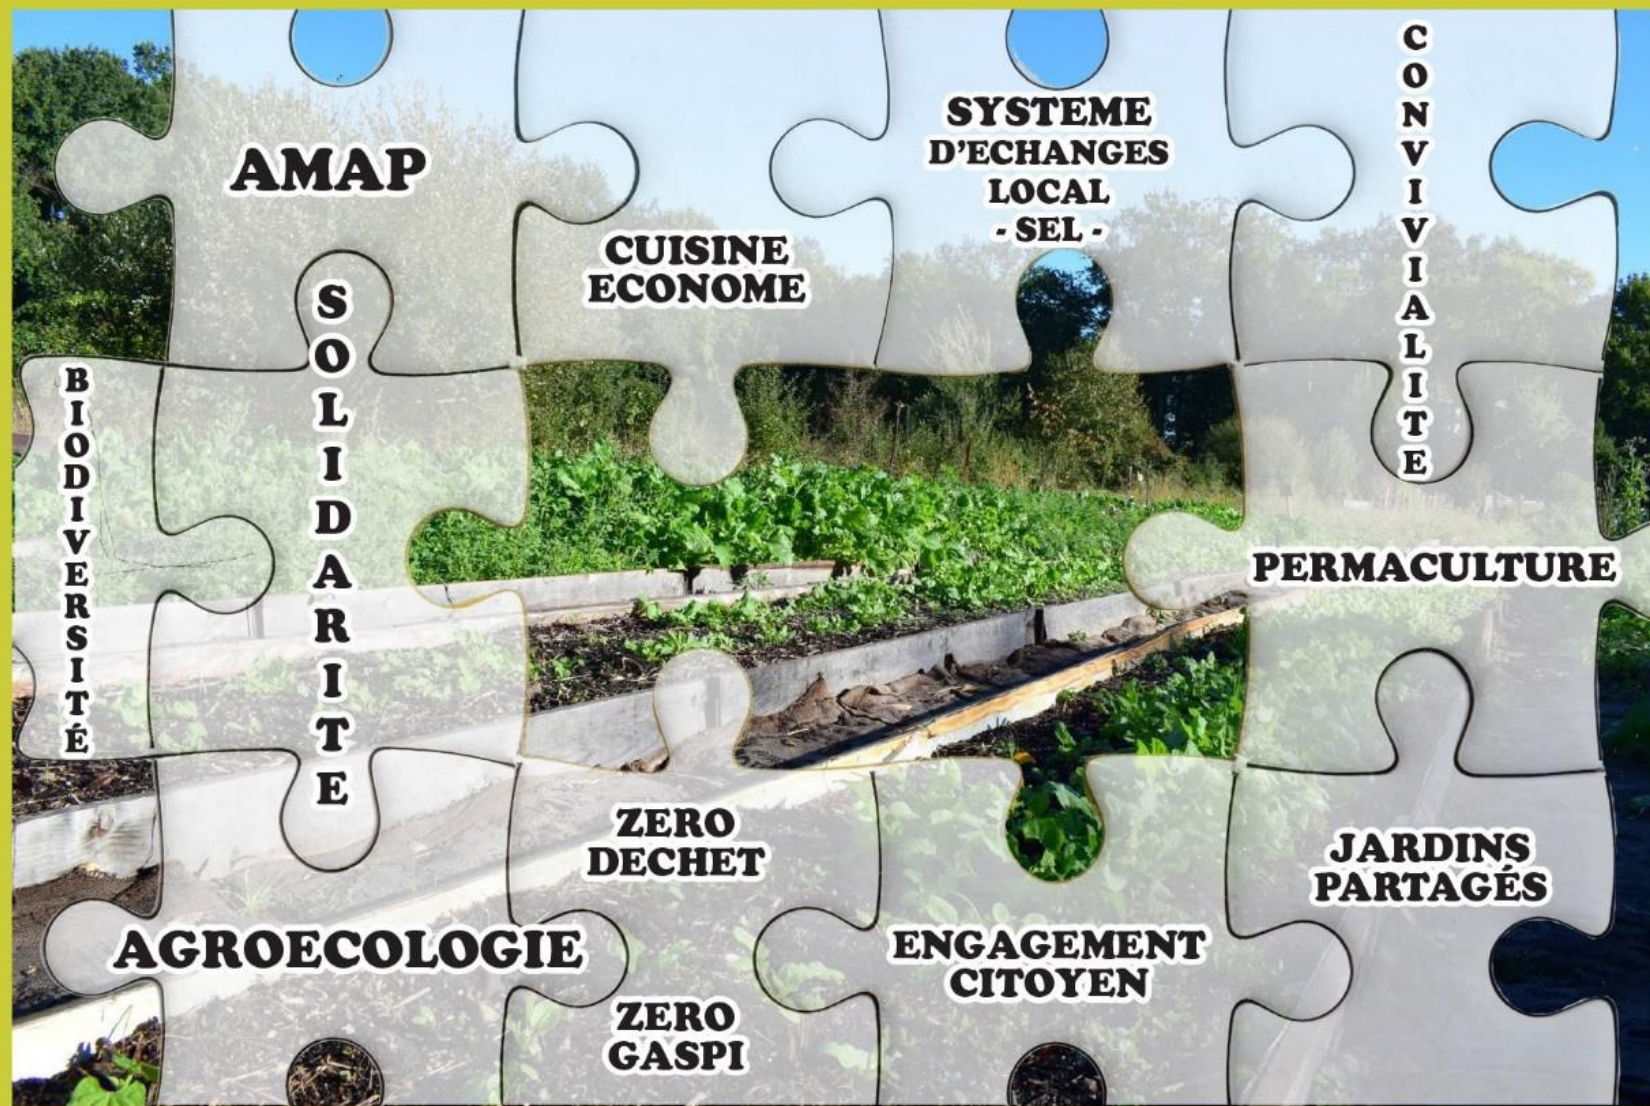 AMAP
CUISINE
ECONOME
SYSTEME
D'ECHANGES
LOCAL
- SEL -
CONVIVIALITE
BIODIVERSITÉ
SOLIDARITE
PERMACULTURE
ZERO
DECHET
JARDINS
PARTAGÉS
AGROECOLOGIE
ENGAGEMENT
CITOYEN
ZERO
GASPI